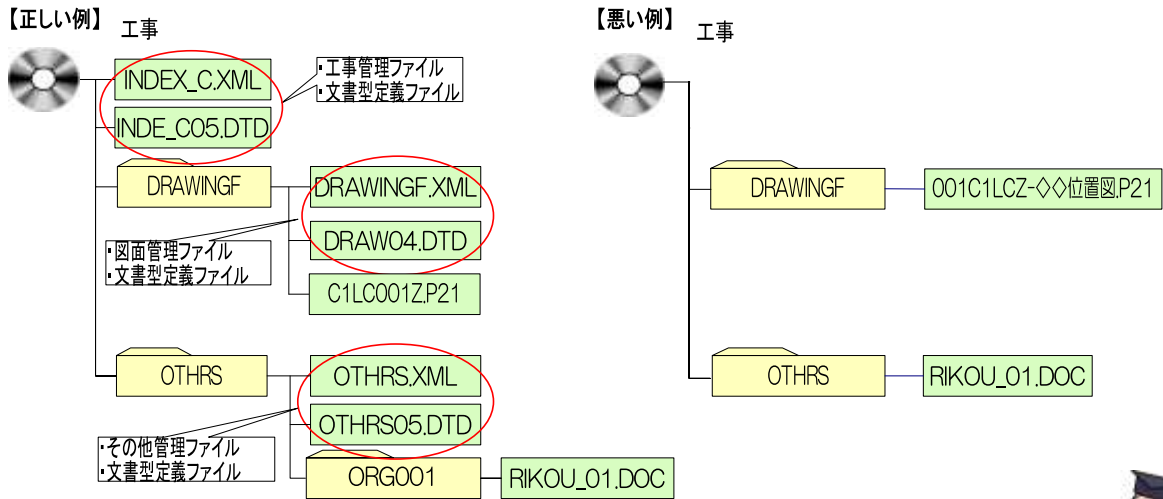 【正しい例】
工事
INDEX_C.XML
INDE_C05.DTD
・工事管理ファイル
・文書型定義ファイル
DRAWINGF
DRAWINGF.XML
DRAW04.DTD
・図面管理ファイル
・文書型定義ファイル
C1LC001Z.P21
OTHRS
OTHRS.XML
OTHRS05.DTD
・その他管理ファイル
・文書型定義ファイル
ORG001
RIKOU_01.DOC
【悪い例】
工事
DRAWINGF
001C1LCZ-◇◇位置図.P21
OTHRS
RIKOU_01.DOC